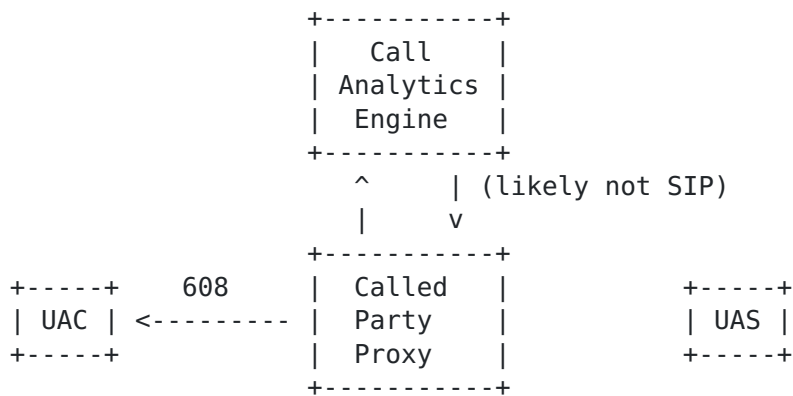 +-----------+
|   Call    |
| Analytics |
|  Engine   |
+-----------+
^     | (likely not SIP)
|     v
+-----------+
+-----+    608     |  Called   |           +-----+
| UAC | <--------- |  Party    |           | UAS |
+-----+            |  Proxy    |           +-----+
+-----------+